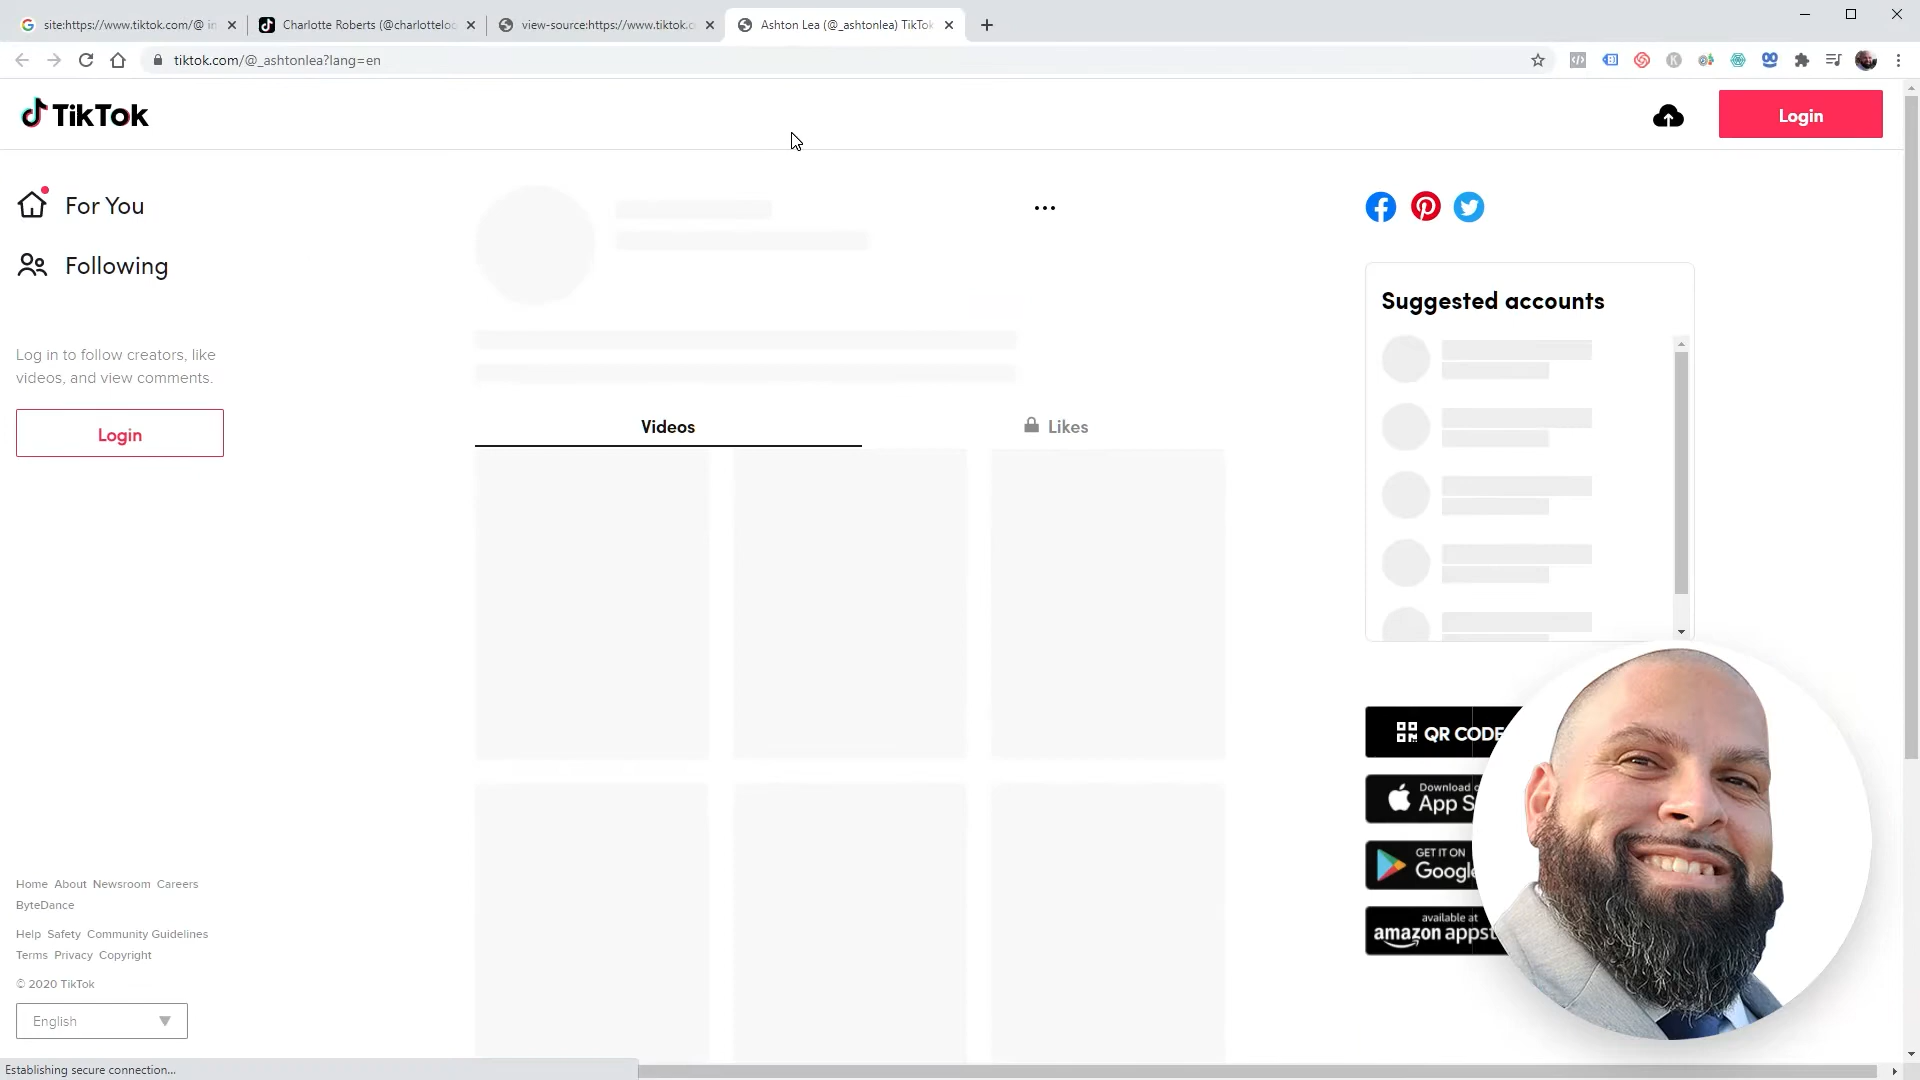 site:https://www.tiktok.com/@ in
Charlotte Roberts (@charlotteloo
view-source:https://www.tiktok.c
Ashton Lea (@_ashtonlea) TikTok
tiktok.com/@_ashtonlea?lang=en
TikTok
Login
For You
Following
Log in to follow creators, like
videos, and view comments.
Login
Videos
Likes
Suggested accounts
QR CODE
Download o
App S
GET IT ON
Google
available at
amazon appst
Home About Newsroom Careers
ByteDance
Help Safety Community Guidelines
Terms Privacy Copyright
© 2020 TikTok
English
Establishing secure connection...